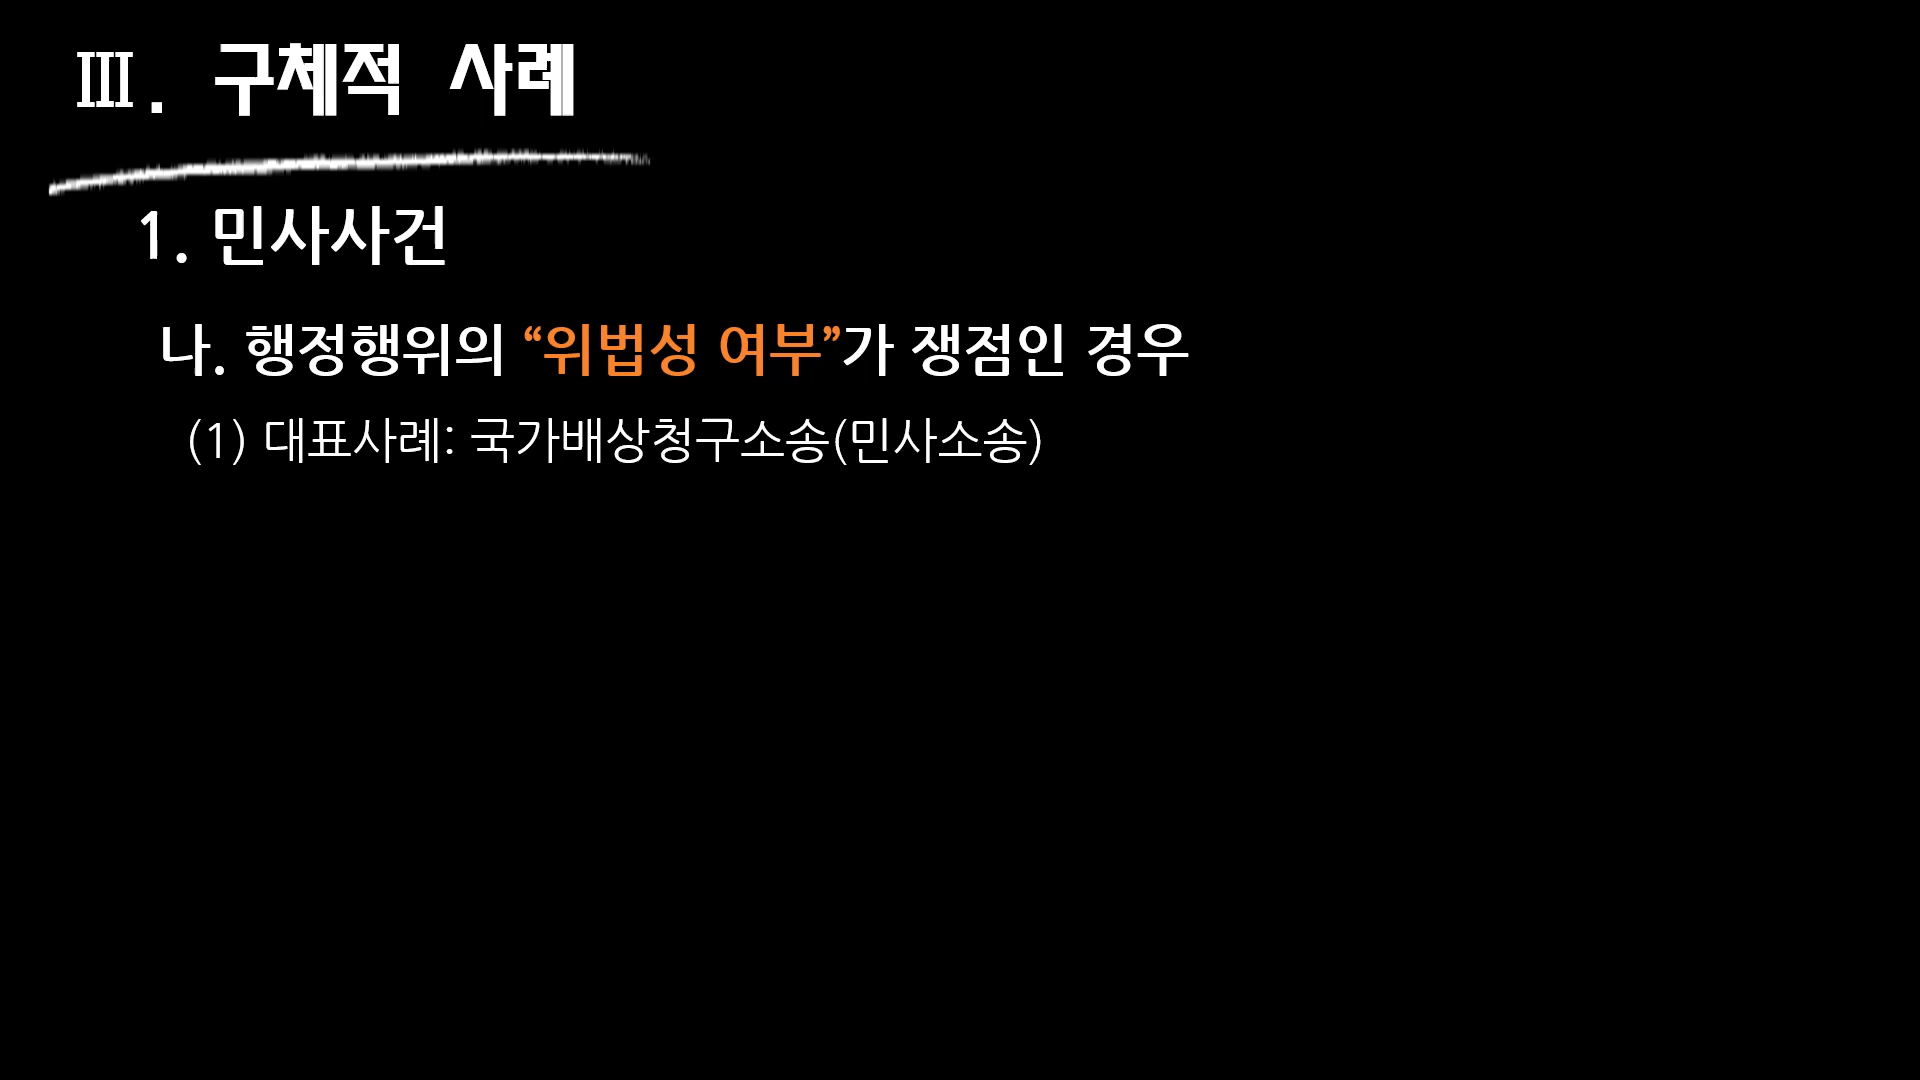 Ⅲ. 구체적 사례
1. 민사사건
나. 행정행위의 “위법성 여부”가 쟁점인 경우
(1) 대표사례: 국가배상청구소송(민사소송)